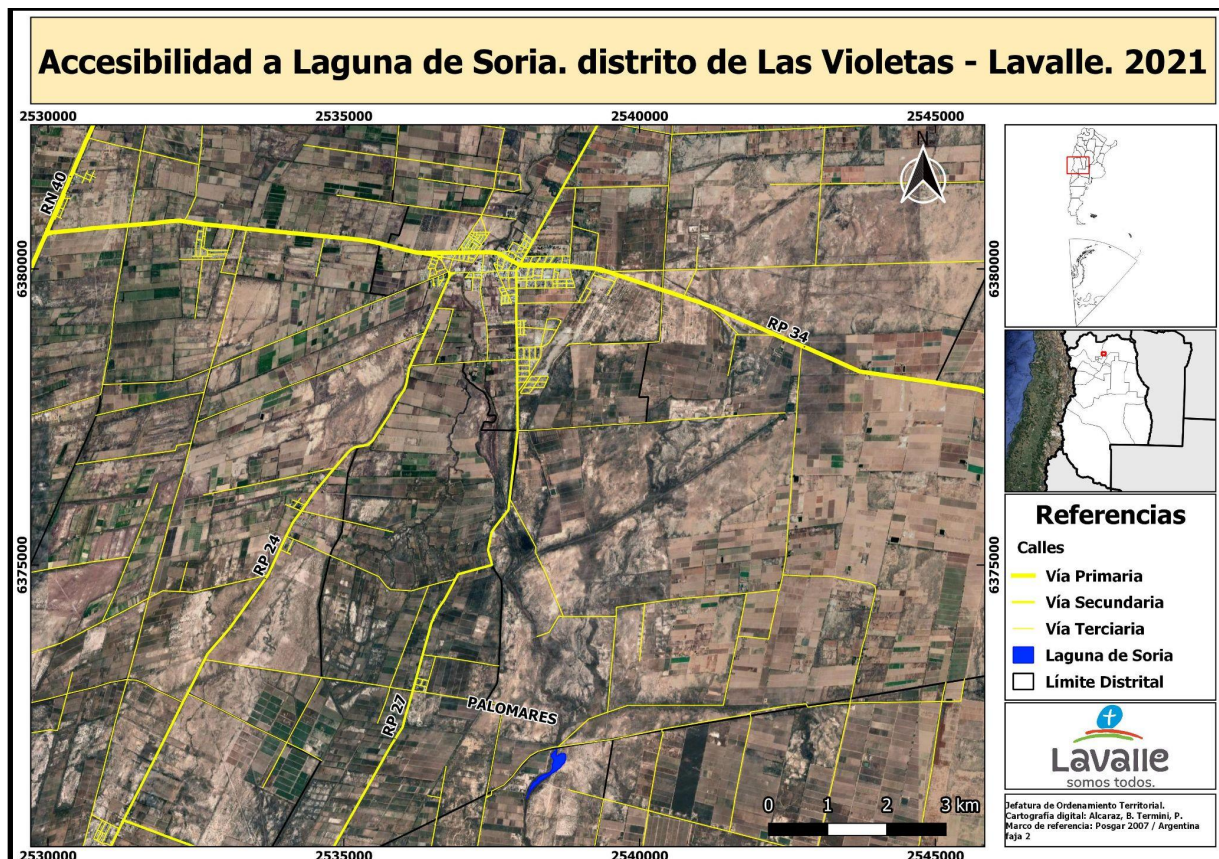 Accesibilidad a Laguna de Soria. distrito de Las Violetas - Lavalle. 2021
2530000
2535000
2540000
2545000
N
RN 40
6380000
6380000
RP 34
RP 24
6375000
6375000
RP 27
PALOMARES
0 1 2 3 km
2530000
2535000
2540000
2545000
Referencias
Calles
Vía Primaria
Vía Secundaria
Vía Terciaria
Laguna de Soria
Límite Distrital
Lavalle
somos todos.
Jefatura de Ordenamiento Territorial.
Cartografía digital: Alcaraz, B. Termini, P.
Marco de referencia: Posgar 2007 / Argentina
faja 2